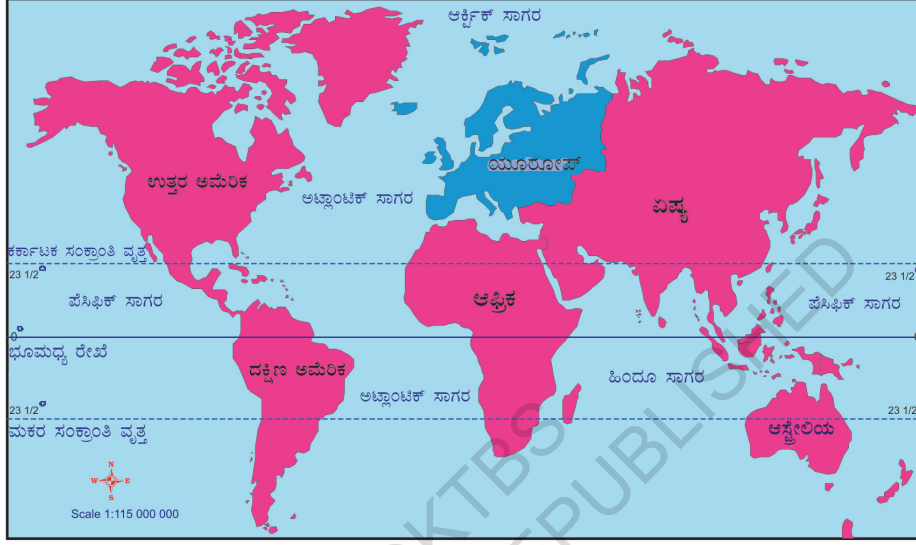 ಆರ್ಕ್ಟಿಕ್ ಸಾಗರ
ಯೂರೋಪ್
ಉತ್ತರ ಅಮೆರಿಕ
ಅಟ್ಲಾಂಟಿಕ್ ಸಾಗರ
ಏಷ್ಯ
ಕರ್ಕಾಟಕ ಸಂಕ್ರಾಂತಿ ವೃತ್ತ
23 1/2
23 1/2
ಪೆಸಿಫಿಕ್ ಸಾಗರ
ಆಫ್ರಿಕ
ಪೆಸಿಫಿಕ್ ಸಾಗರ
0
ಭೂಮಧ್ಯ ರೇಖೆ
ದಕ್ಷಿಣ ಅಮೆರಿಕ
ಹಿಂದೂ ಸಾಗರ
ಅಟ್ಲಾಂಟಿಕ್ ಸಾಗರ
23 1/2
23 1/2
ಮಕರ ಸಂಕ್ರಾಂತಿ ವೃತ್ತ
ಆಸ್ಟ್ರೇಲಿಯ
N
W E
S
Scale 1:115 000 000
KTBS
REPUBLISHED